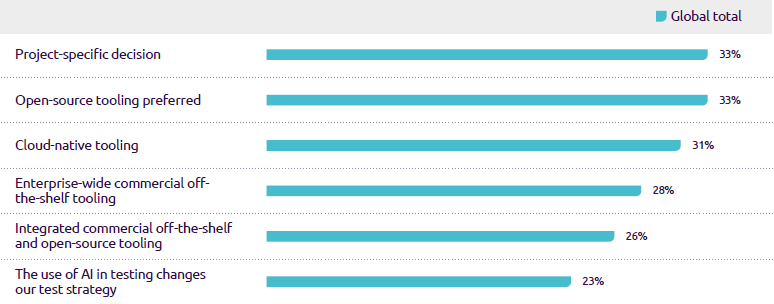 Global total
Project-specific decision
33%
Open-source tooling preferred
33%
Cloud-native tooling
31%
Enterprise-wide commercial off-
the-shelf tooling
28%
Integrated commercial off-the-shelf
and open-source tooling
26%
The use of AI in testing changes
our test strategy
23%